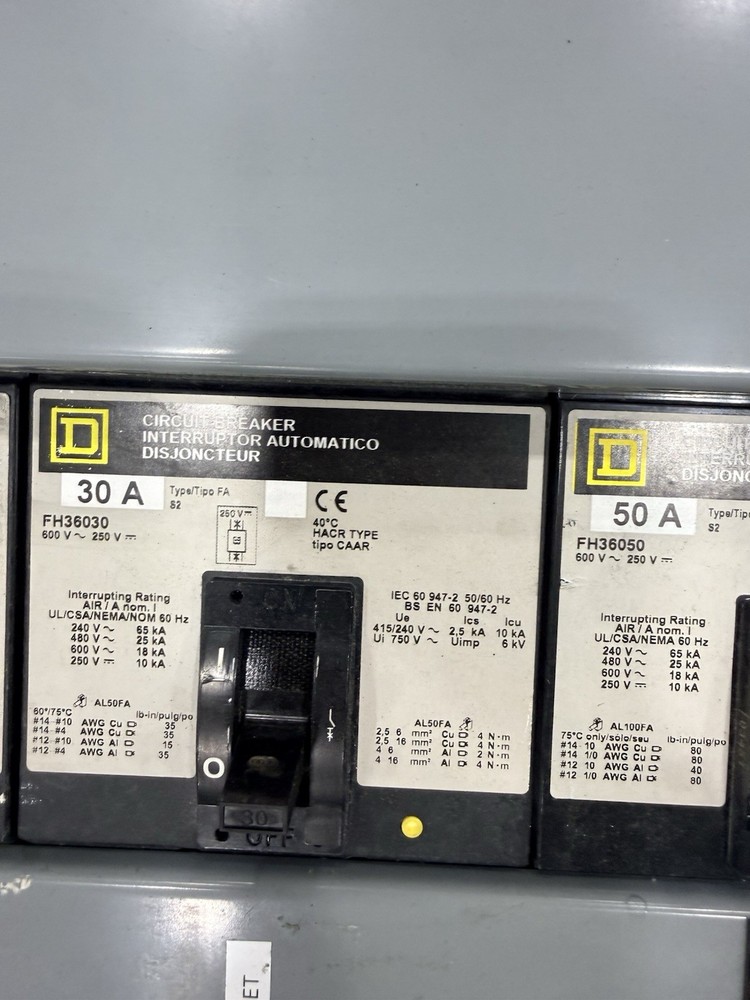 D
CIRCUIT BREAKER
INTERRUPTOR AUTOMATICO
DISJONCTEUR
30 A
Type/Tipo FA
S2
FH36030
600 V ~ 250 V ⎓
250 V ⎓
CE
40°C
HACR TYPE
tipo CAAR
Interrupting Rating
AIR / A nom. I
UL/CSA/NEMA/NOM 60 Hz
240 V ~ 65 kA
480 V ~ 25 kA
600 V ~ 18 kA
250 V ⎓ 10 kA
AL50FA
60°/75°C lb-in/pulg/po
#14 #10 AWG Cu 35
#14 #4 AWG Cu 35
#12 #10 AWG Al 15
#12 #4 AWG Al 35
ON
I
O
30
OFF
IEC 60 947-2 50/60 Hz
BS EN 60 947-2
Ue Ics Icu
415/240 V ~ 2,5 kA 10 kA
Ui 750 V ~ Uimp 6 kV
AL50FA
2,5 6 mm² Cu 4 N·m
2,5 16 mm² Cu 4 N·m
4 6 mm² Al 2 N·m
4 16 mm² Al 4 N·m
D
DISJONC
50 A
Type/Tip
S2
FH36050
600 V ~ 250 V ⎓
Interrupting Rating
AIR / A nom. I
UL/CSA/NEMA 60 Hz
240 V ~ 65 kA
480 V ~ 25 kA
600 V ~ 18 kA
250 V ⎓ 10 kA
AL100FA
75°C only/sólo/seu lb-in/pulg/po
#14 10 AWG Cu 80
#14 1/0 AWG Cu 80
#12 10 AWG Al 40
#12 1/0 AWG Al 80
ET